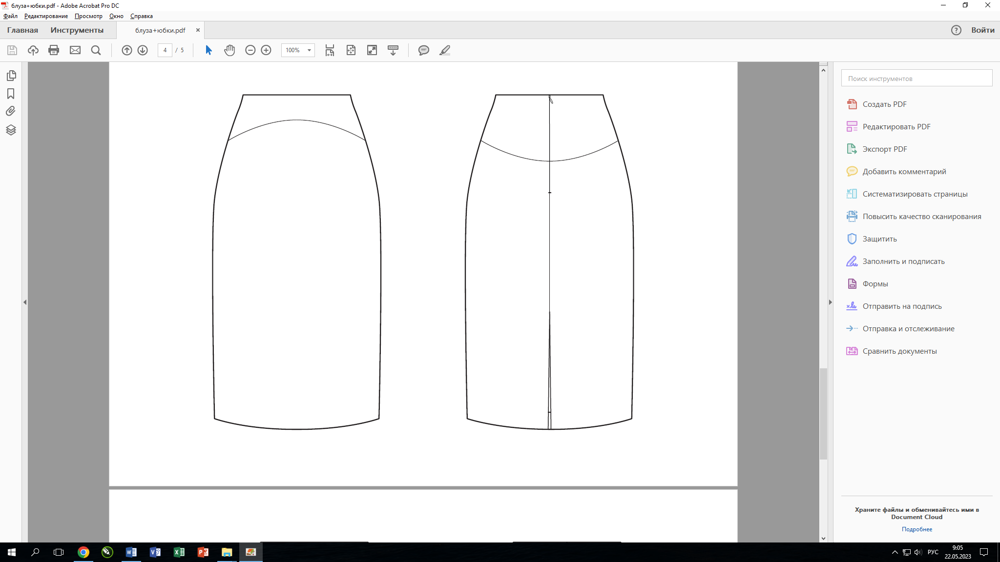 блуза+юбки.pdf - Adobe Acrobat Pro DC
Файл Редактирование Просмотр Окно Справка
Главная Инструменты блуза+юбки.pdf × ? Войти
4 / 5 100%
Поиск инструментов
Создать PDF
Редактировать PDF
Экспорт PDF
Добавить комментарий
Систематизировать страницы
Повысить качество сканирования
Защитить
Заполнить и подписать
Формы
Отправить на подпись
Отправка и отслеживание
Сравнить документы
Храните файлы и обменивайтесь ими в
Document Cloud
Подробнее
РУС
9:05
22.05.2023